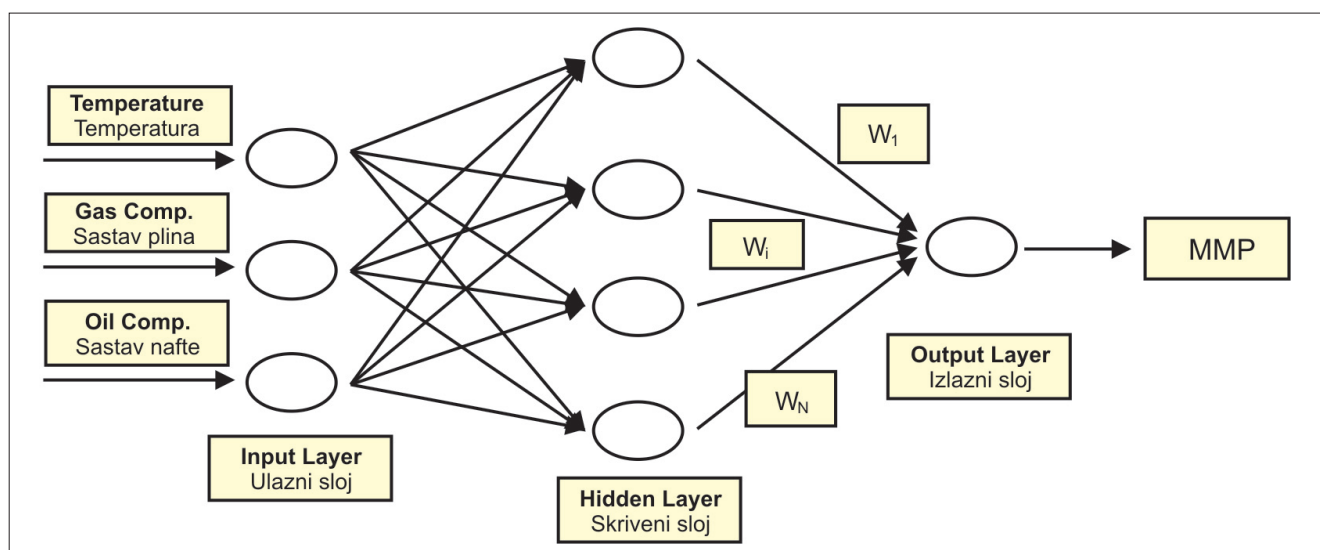 Temperature
Temperatura
Gas Comp.
Sastav plina
Oil Comp.
Sastav nafte
Input Layer
Ulazni sloj
Hidden Layer
Skriveni sloj
W₁
Wᵢ
W_N
Output Layer
Izlazni sloj
MMP